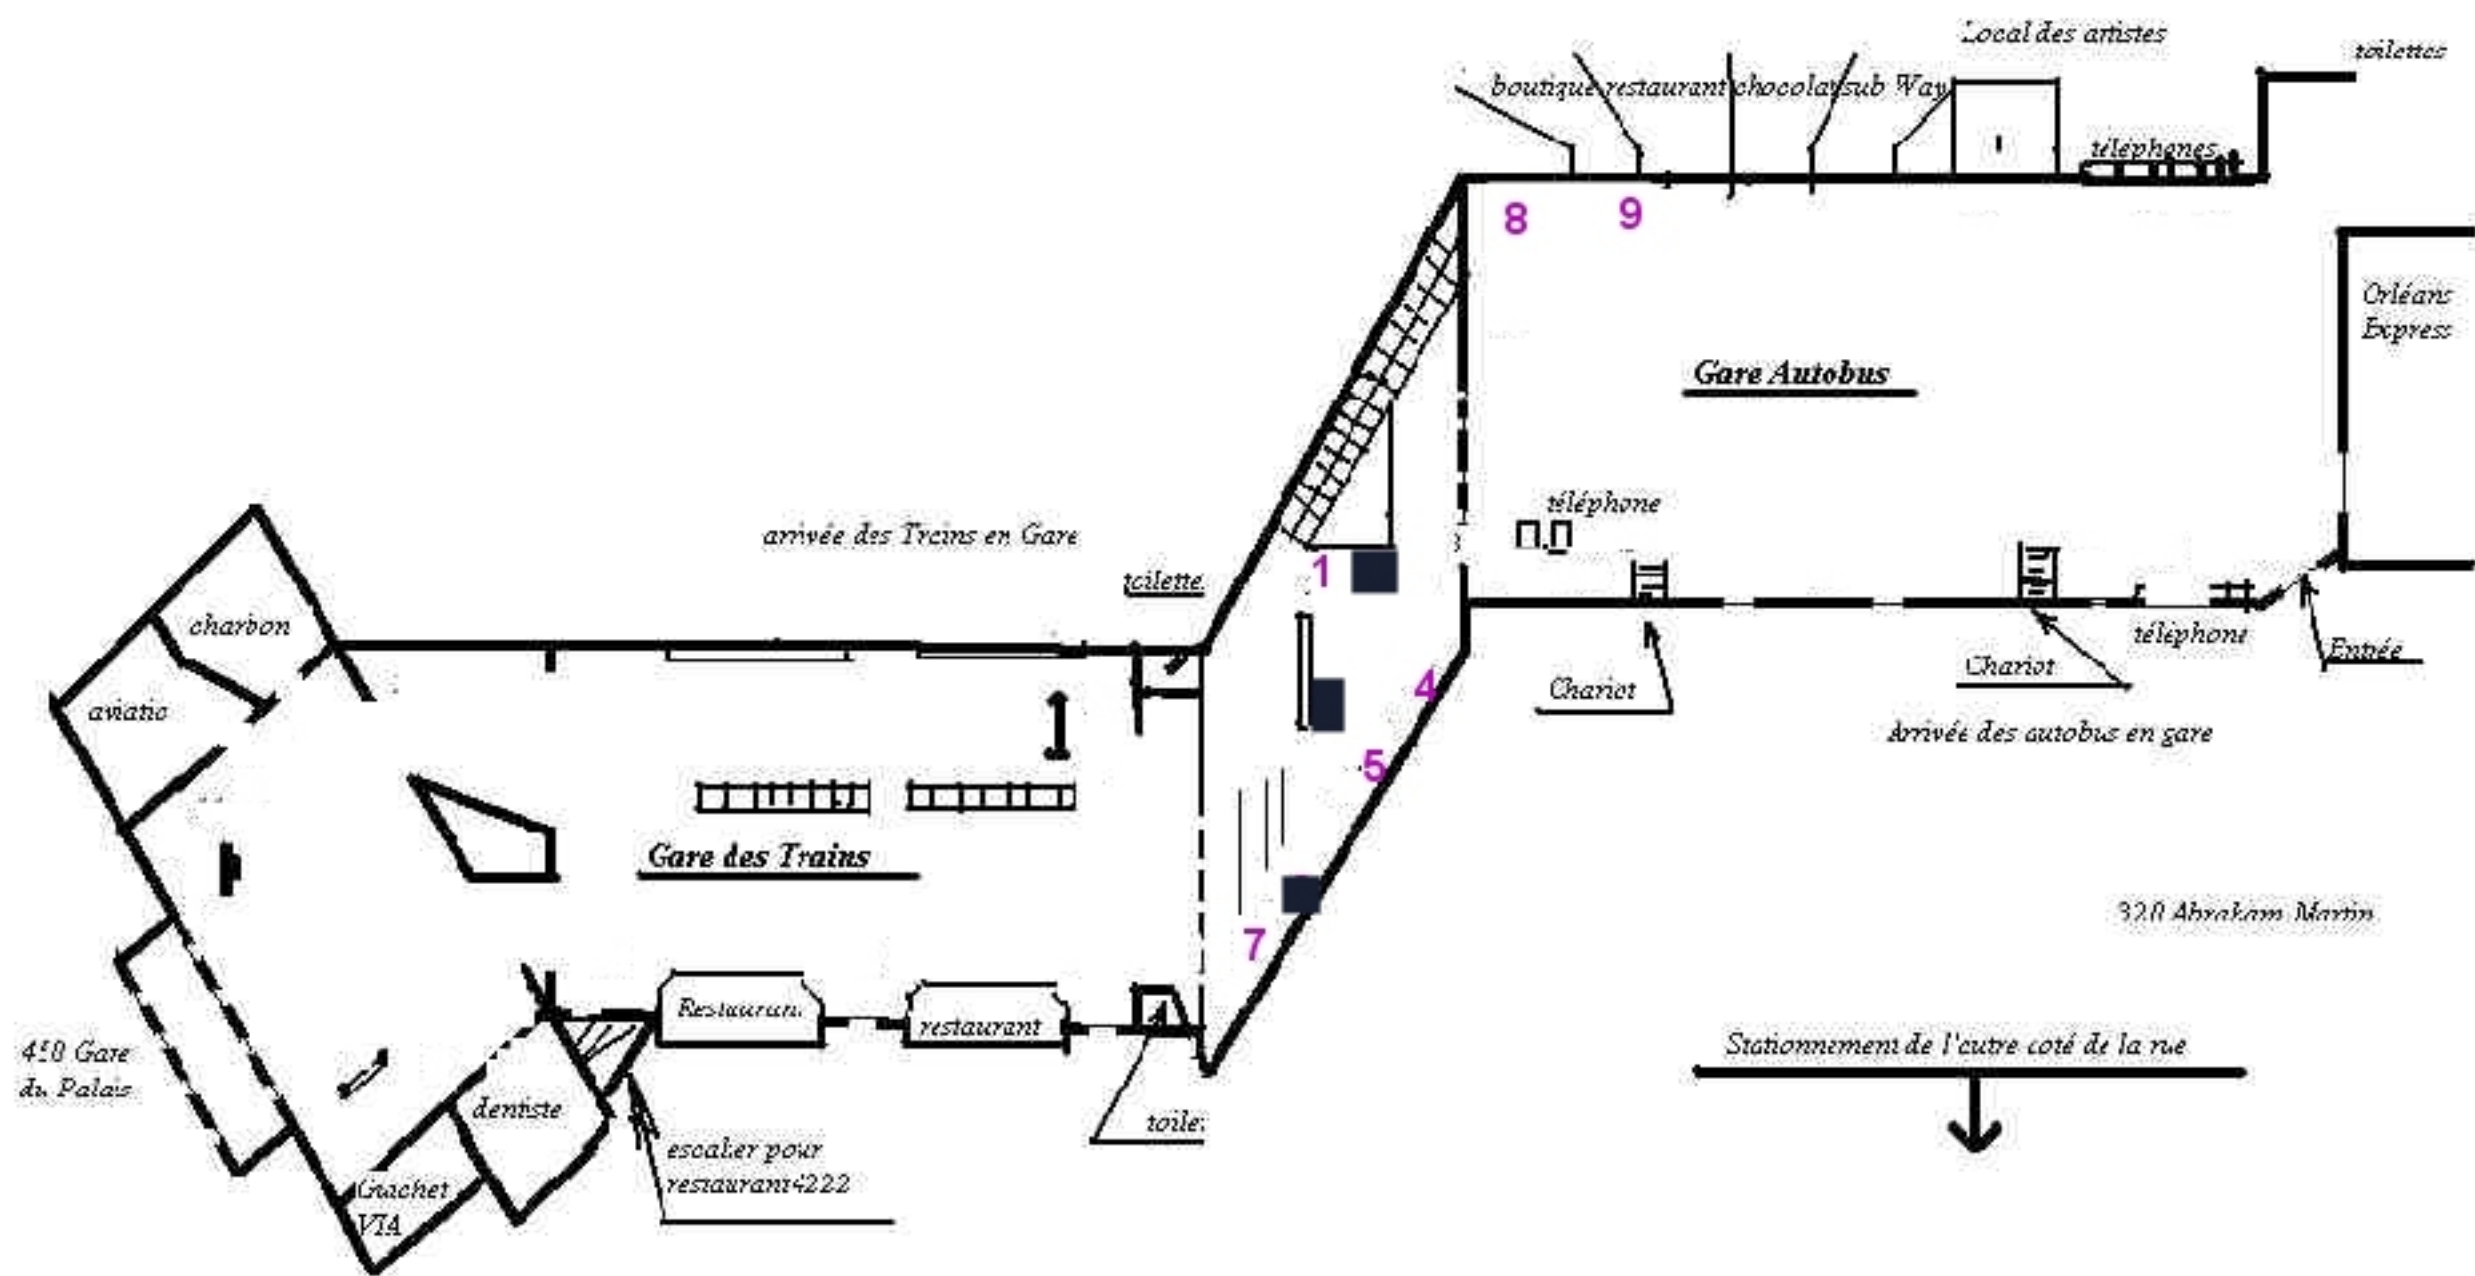 Local des artistes
toilettes
boutique restaurant chocolat sub Way
téléphones
8
9
Orléans
Express
Gare Autobus
téléphone
arrivée des Trains en Gare
toilette
1
charbon
aviatio
4
Chariot
Chariot
téléphone
Entrée
Arrivée des autobus en gare
5
Gare des Trains
7
320 Abraham Martin
Restaurant
restaurant
Gare
du Palais
Stationnement de l'autre coté de la rue
dentiste
toile
escalier pour
restaurant 4222
Guichet
VIA